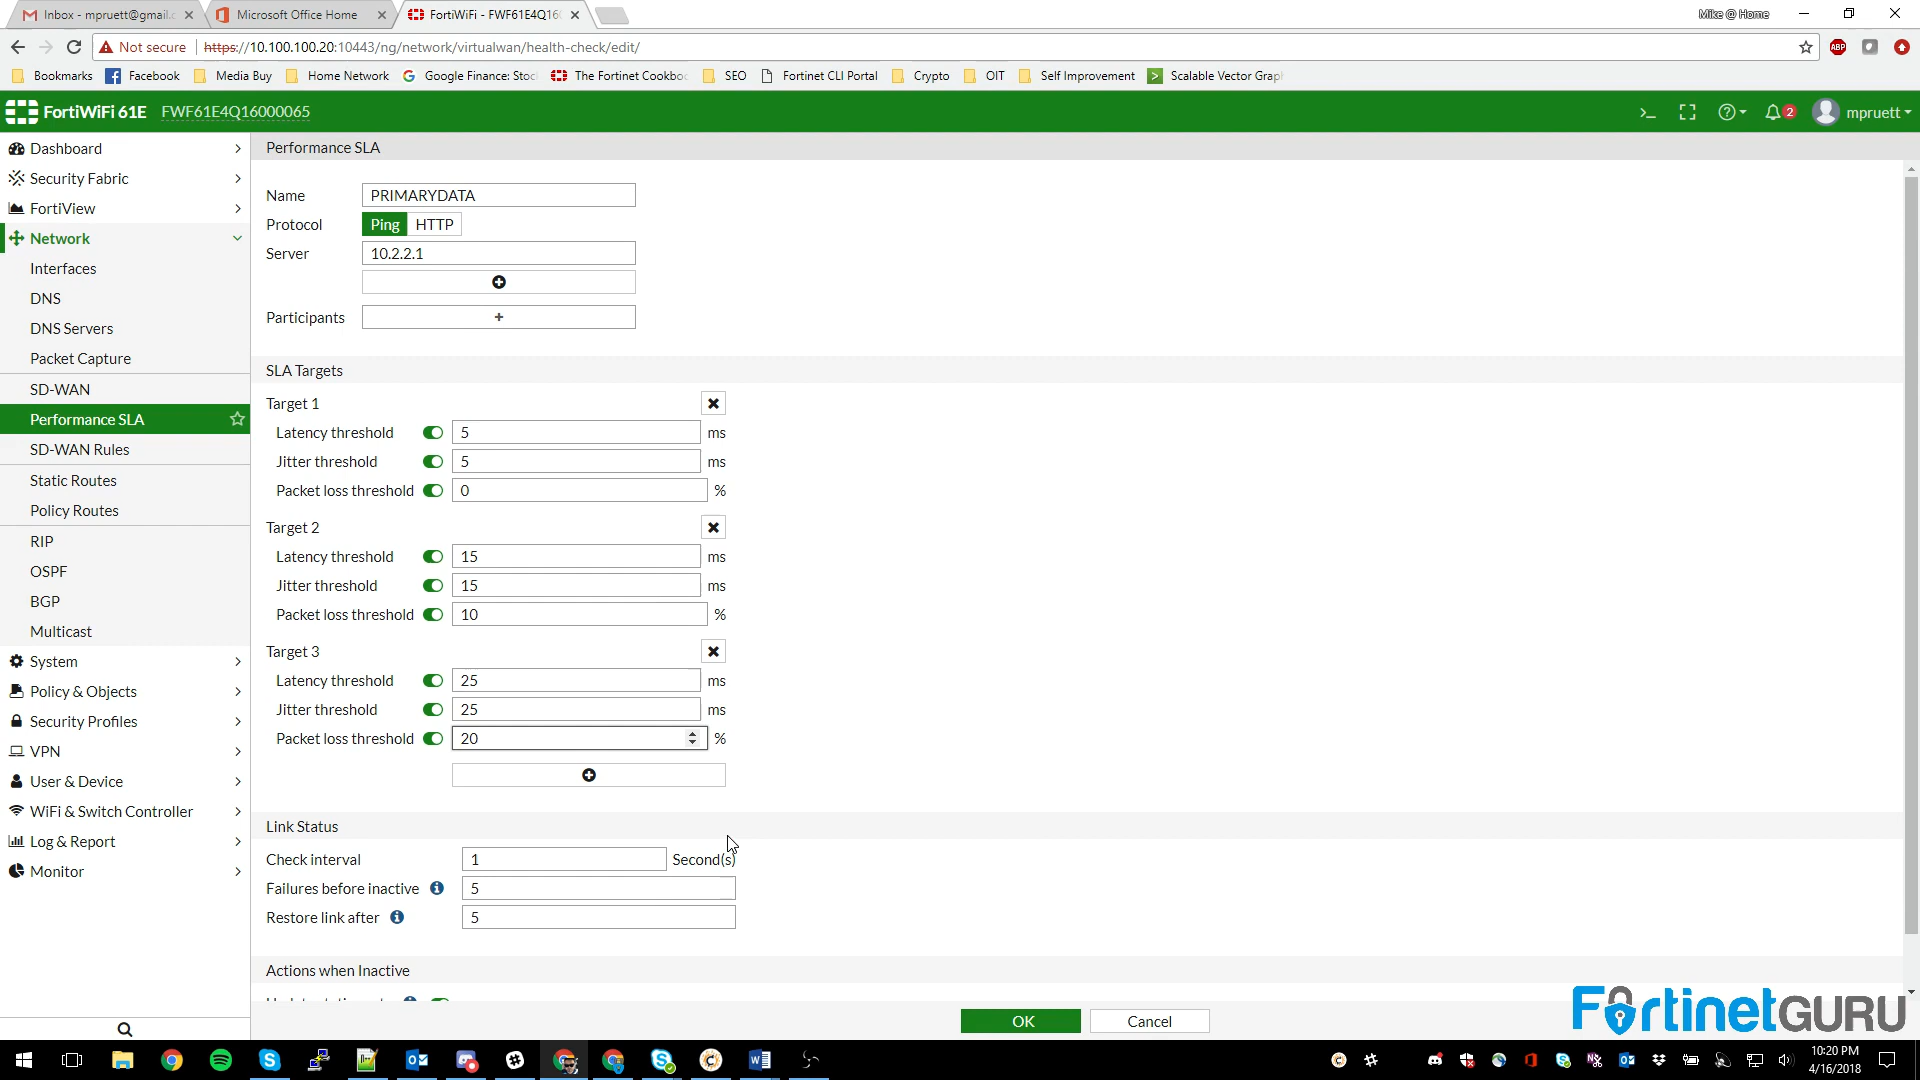 Inbox - mpruett@gmail.c
Microsoft Office Home
FortiWiFi - FWF61E4Q16
Mike @ Home
Not secure
https://10.100.100.20:10443/ng/network/virtualwan/health-check/edit/
ABP
Bookmarks
Facebook
Media Buy
Home Network
Google Finance: Stoc
The Fortinet Cookbo
SEO
Fortinet CLI Portal
Crypto
OIT
Self Improvement
Scalable Vector Grap
FortiWiFi 61E
FWF61E4Q16000065
2
mpruett
Dashboard
Security Fabric
FortiView
Network
Interfaces
DNS
DNS Servers
Packet Capture
SD-WAN
Performance SLA
SD-WAN Rules
Static Routes
Policy Routes
RIP
OSPF
BGP
Multicast
System
Policy & Objects
Security Profiles
VPN
User & Device
WiFi & Switch Controller
Log & Report
Monitor
Performance SLA
Name PRIMARYDATA
Protocol Ping HTTP
Server 10.2.2.1
Participants +
SLA Targets
Target 1
Latency threshold 5 ms
Jitter threshold 5 ms
Packet loss threshold 0 %
Target 2
Latency threshold 15 ms
Jitter threshold 15 ms
Packet loss threshold 10 %
Target 3
Latency threshold 25 ms
Jitter threshold 25 ms
Packet loss threshold 20 %
Link Status
Check interval 1 Second(s)
Failures before inactive 5
Restore link after 5
Actions when Inactive
OK
Cancel
FortinetGURU
10:20 PM
4/16/2018